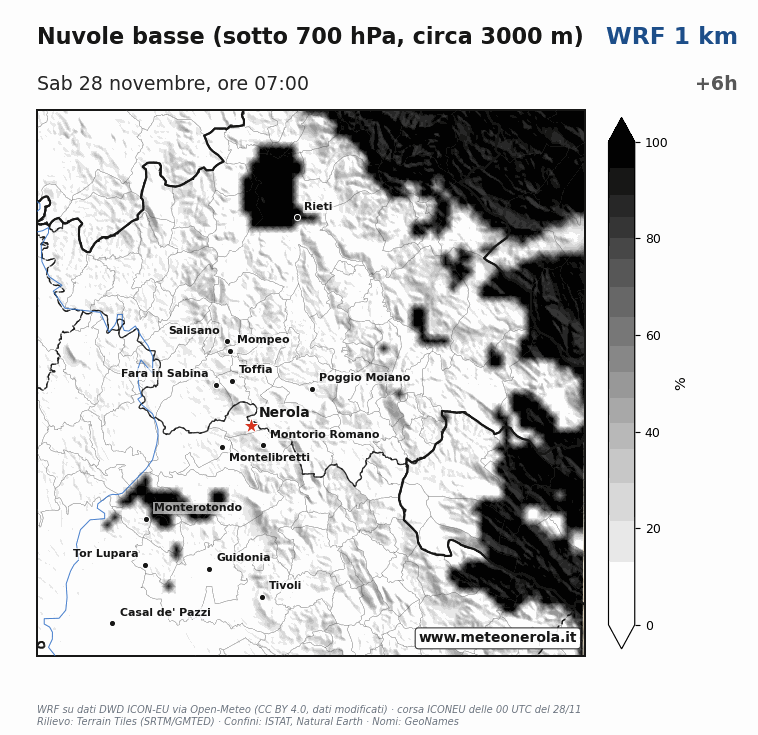 Nuvole basse (sotto 700 hPa, circa 3000 m) WRF 1 km
Sab 28 novembre, ore 07:00 +6h
Rieti
Salisano
Mompeo
Fara in Sabina
Toffia
Poggio Moiano
Nerola
Montorio Romano
Montelibretti
Monterotondo
Tor Lupara
Guidonia
Tivoli
Casal de' Pazzi
www.meteonerola.it
100
80
60
40
20
0
%
WRF su dati DWD ICON-EU via Open-Meteo (CC BY 4.0, dati modificati) · corsa ICONEU delle 00 UTC del 28/11
Rilievo: Terrain Tiles (SRTM/GMTED) · Confini: ISTAT, Natural Earth · Nomi: GeoNames